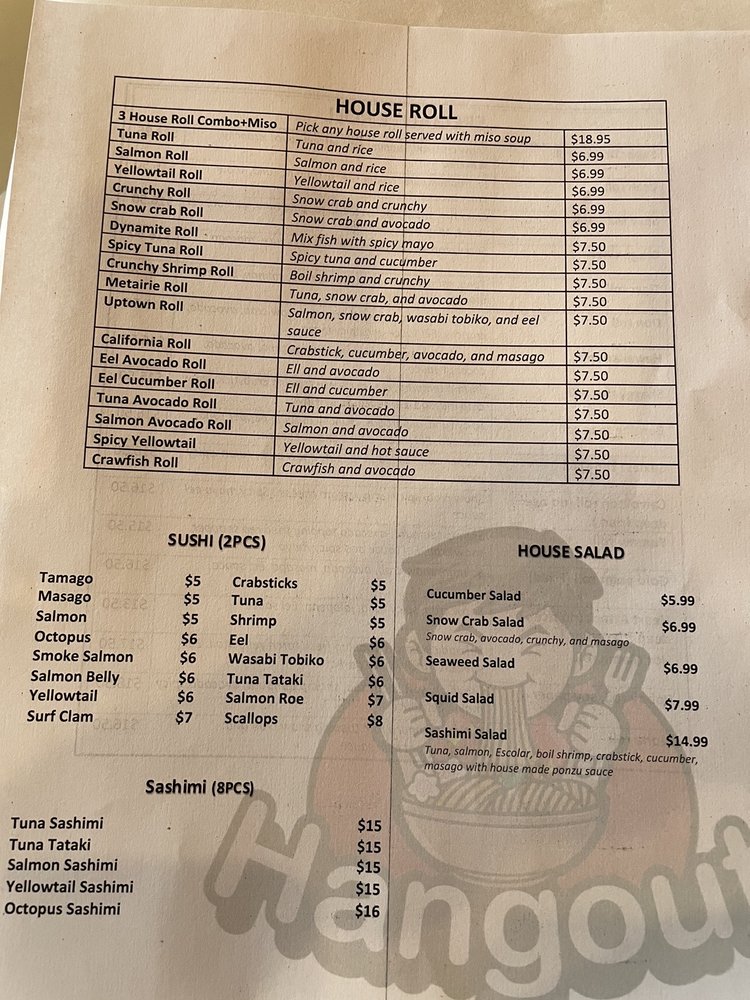 HOUSE ROLL
3 House Roll Combo+Miso Pick any house roll served with miso soup $18.95
Tuna Roll Tuna and rice $6.99
Salmon Roll Salmon and rice $6.99
Yellowtail Roll Yellowtail and rice $6.99
Crunchy Roll Snow crab and crunchy $6.99
Snow crab Roll Snow crab and avocado $6.99
Dynamite Roll Mix fish with spicy mayo $7.50
Spicy Tuna Roll Spicy tuna and cucumber $7.50
Crunchy Shrimp Roll Boil shrimp and crunchy $7.50
Metairie Roll Tuna, snow crab, and avocado $7.50
Uptown Roll Salmon, snow crab, wasabi tobiko, and eel $7.50
sauce
California Roll Crabstick, cucumber, avocado, and masago $7.50
Eel Avocado Roll Ell and avocado $7.50
Eel Cucumber Roll Ell and cucumber $7.50
Tuna Avocado Roll Tuna and avocado $7.50
Salmon Avocado Roll Salmon and avocado $7.50
Spicy Yellowtail Yellowtail and hot sauce $7.50
Crawfish Roll Crawfish and avocado $7.50
SUSHI (2PCS)
Tamago $5 Crabsticks $5
Masago $5 Tuna $5
Salmon $5 Shrimp $5
Octopus $6 Eel $6
Smoke Salmon $6 Wasabi Tobiko $6
Salmon Belly $6 Tuna Tataki $6
Yellowtail $6 Salmon Roe $7
Surf Clam $7 Scallops $8
Sashimi (8PCS)
Tuna Sashimi $15
Tuna Tataki $15
Salmon Sashimi $15
Yellowtail Sashimi $15
Octopus Sashimi $16
HOUSE SALAD
Cucumber Salad $5.99
Snow Crab Salad $6.99
Snow crab, avocado, crunchy, and masago
Seaweed Salad $6.99
Squid Salad $7.99
Sashimi Salad $14.99
Tuna, salmon, Escolar, boil shrimp, crabstick, cucumber,
masago with house made ponzu sauce
Hangout